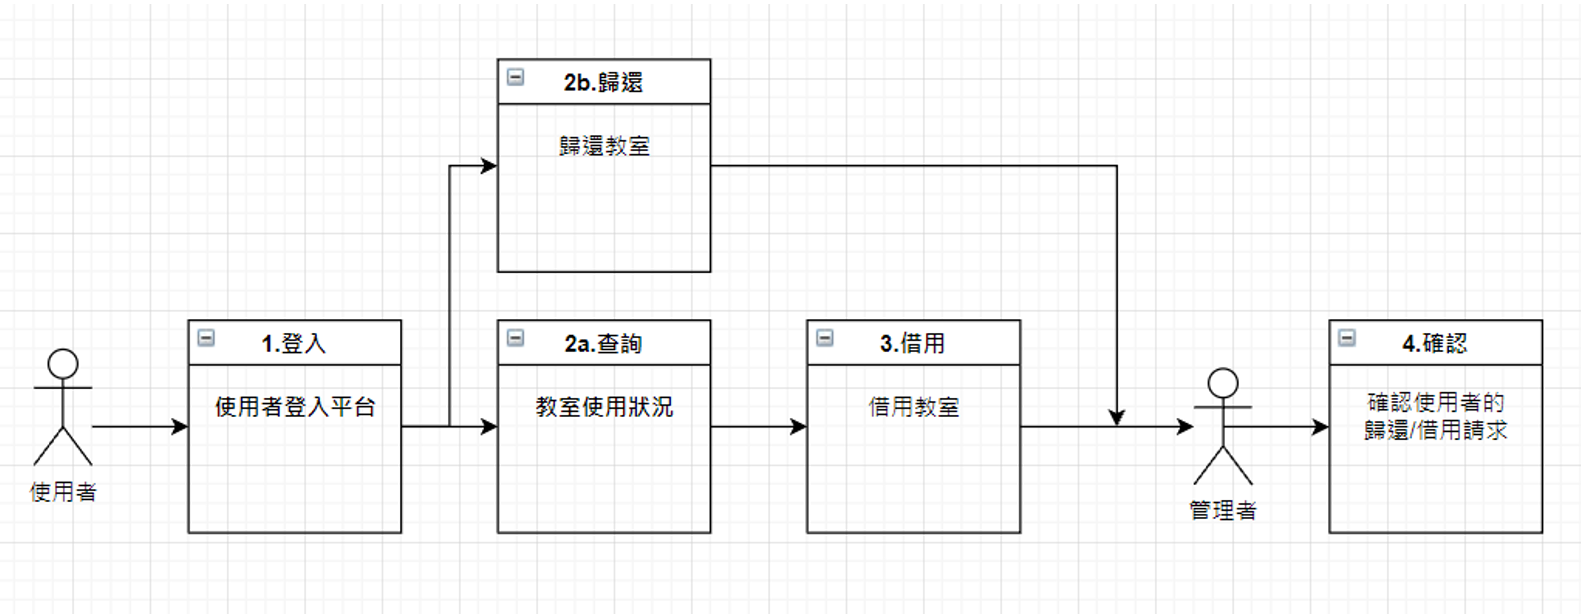 2b.歸還
歸還教室
1.登入
使用者登入平台
2a.查詢
教室使用狀況
3.借用
借用教室
4.確認
確認使用者的
歸還/借用請求
使用者
管理者